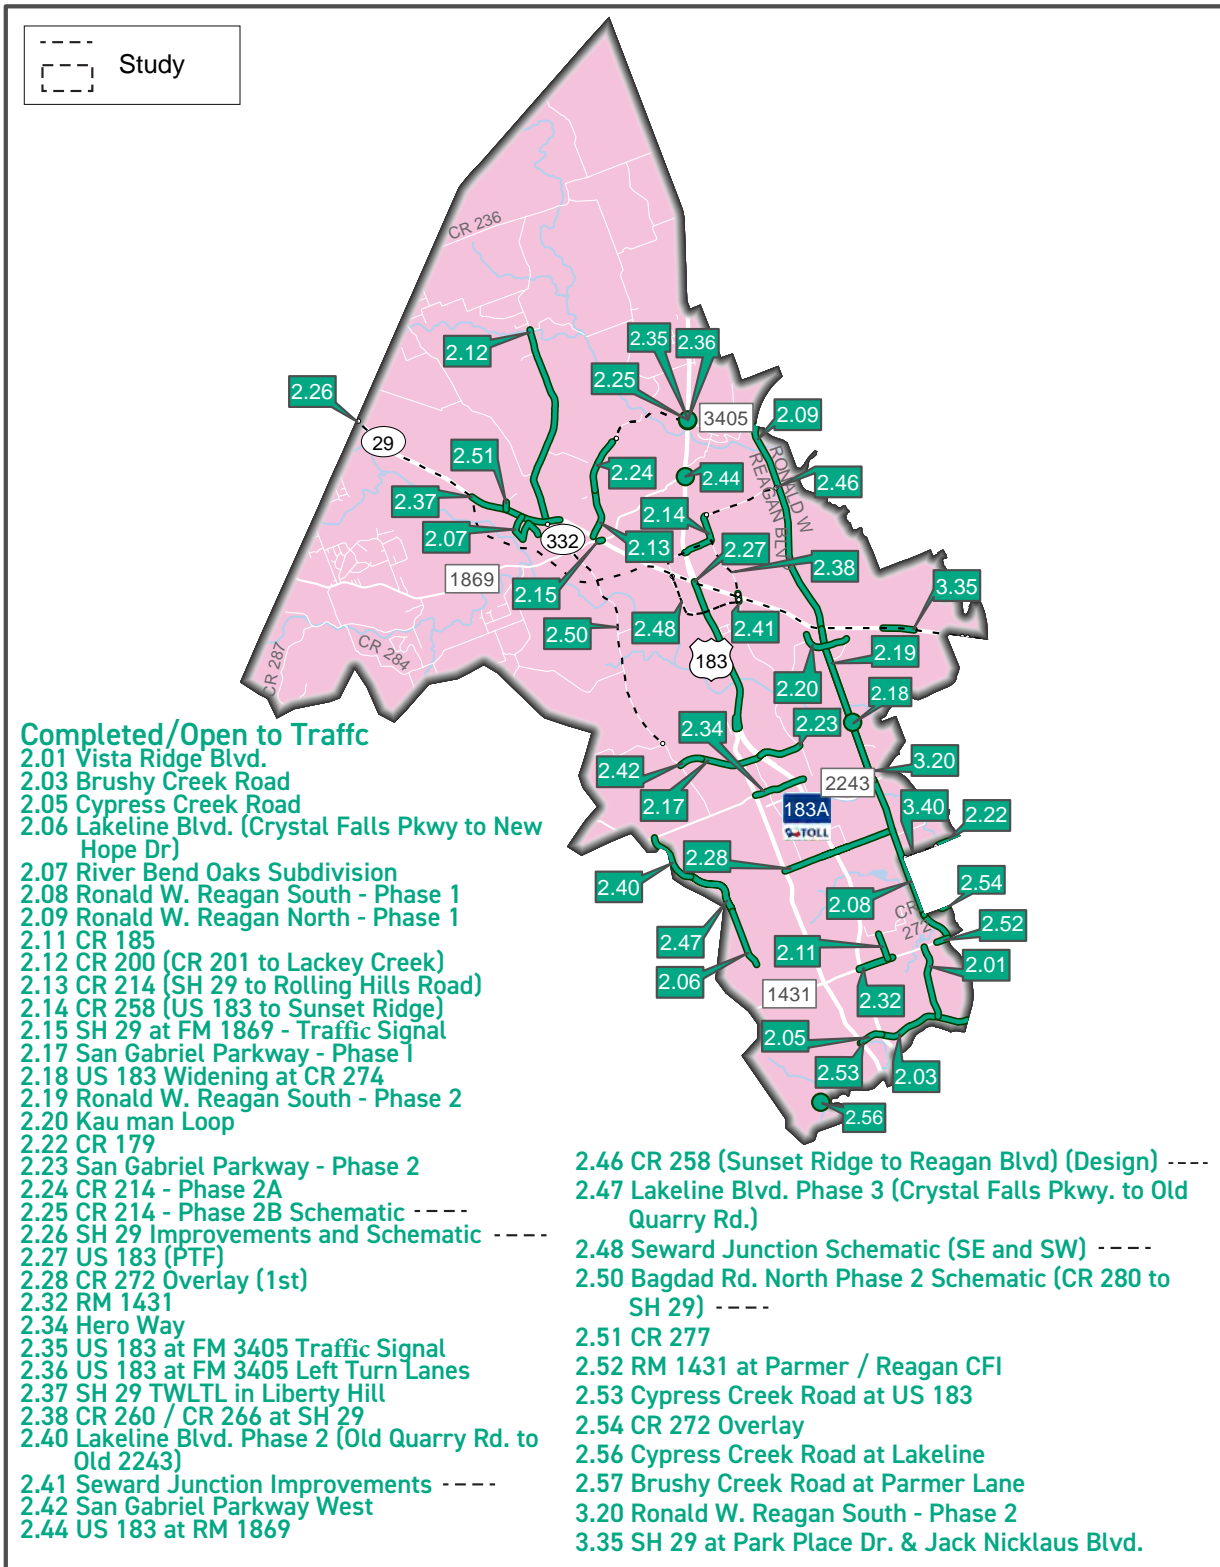 Study
CR 236
2.12
2.35
2.36
2.25
2.26
3405
2.09
29
2.51
2.24
2.44
RONALD W
REAGAN BLVD
2.46
2.37
2.14
2.07
332
2.13
2.27
2.38
1869
2.15
3.35
2.50
2.48
2.41
CR 287
CR 284
183
2.19
2.20
2.18
2.34
2.23
2.42
3.20
2243
2.17
183A
TOLL
3.40
2.22
2.28
2.40
2.54
2.08
CR
272
2.47
2.52
2.11
2.01
2.06
1431
2.32
2.05
2.53
2.03
2.56
Completed/Open to Traffc
2.01 Vista Ridge Blvd.
2.03 Brushy Creek Road
2.05 Cypress Creek Road
2.06 Lakeline Blvd. (Crystal Falls Pkwy to New
Hope Dr)
2.07 River Bend Oaks Subdivision
2.08 Ronald W. Reagan South - Phase 1
2.09 Ronald W. Reagan North - Phase 1
2.11 CR 185
2.12 CR 200 (CR 201 to Lackey Creek)
2.13 CR 214 (SH 29 to Rolling Hills Road)
2.14 CR 258 (US 183 to Sunset Ridge)
2.15 SH 29 at FM 1869 - Traffic Signal
2.17 San Gabriel Parkway - Phase I
2.18 US 183 Widening at CR 274
2.19 Ronald W. Reagan South - Phase 2
2.20 Kau man Loop
2.22 CR 179
2.23 San Gabriel Parkway - Phase 2
2.24 CR 214 - Phase 2A
2.25 CR 214 - Phase 2B Schematic ----
2.26 SH 29 Improvements and Schematic ----
2.27 US 183 (PTF)
2.28 CR 272 Overlay (1st)
2.32 RM 1431
2.34 Hero Way
2.35 US 183 at FM 3405 Traffic Signal
2.36 US 183 at FM 3405 Left Turn Lanes
2.37 SH 29 TWLTL in Liberty Hill
2.38 CR 260 / CR 266 at SH 29
2.40 Lakeline Blvd. Phase 2 (Old Quarry Rd. to
Old 2243)
2.41 Seward Junction Improvements ----
2.42 San Gabriel Parkway West
2.44 US 183 at RM 1869
2.46 CR 258 (Sunset Ridge to Reagan Blvd) (Design) ----
2.47 Lakeline Blvd. Phase 3 (Crystal Falls Pkwy. to Old
Quarry Rd.)
2.48 Seward Junction Schematic (SE and SW) ----
2.50 Bagdad Rd. North Phase 2 Schematic (CR 280 to
SH 29) ----
2.51 CR 277
2.52 RM 1431 at Parmer / Reagan CFI
2.53 Cypress Creek Road at US 183
2.54 CR 272 Overlay
2.56 Cypress Creek Road at Lakeline
2.57 Brushy Creek Road at Parmer Lane
3.20 Ronald W. Reagan South - Phase 2
3.35 SH 29 at Park Place Dr. & Jack Nicklaus Blvd.